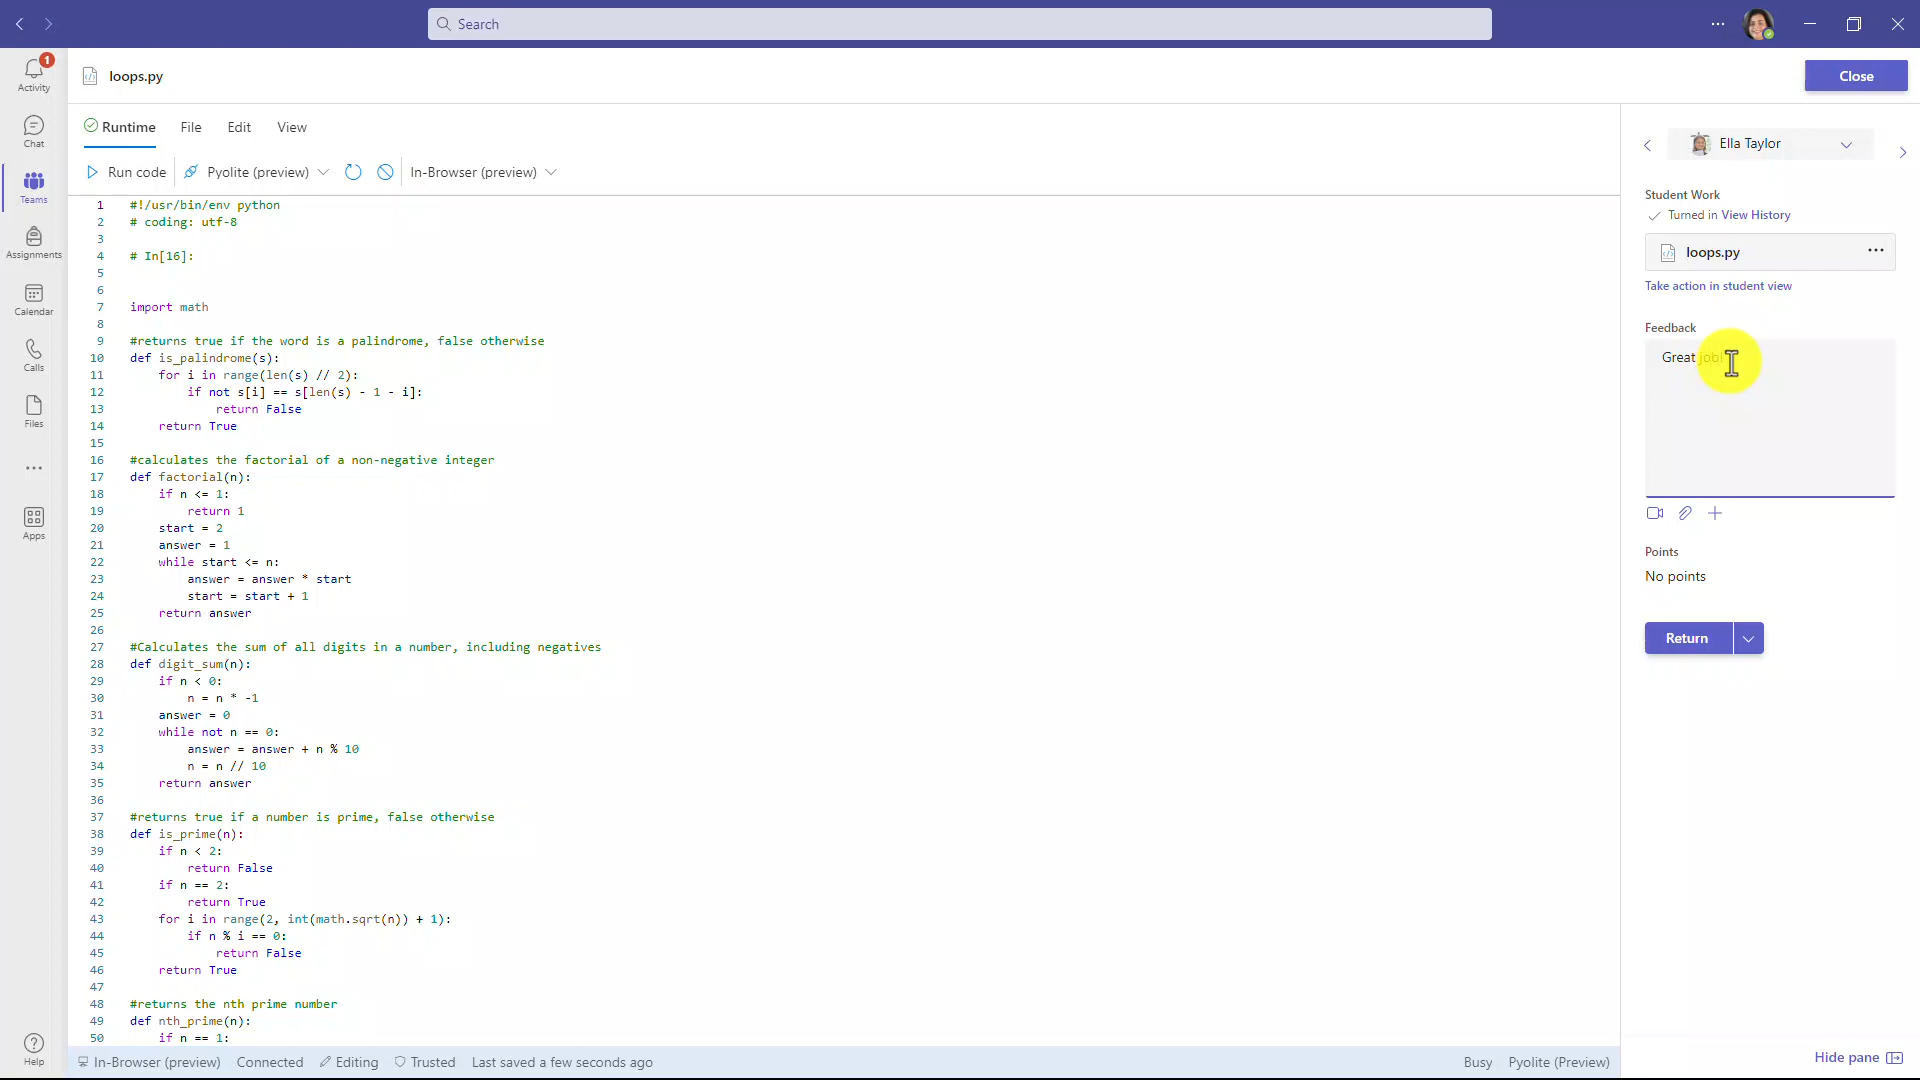 Search
1
Activity
Chat
Teams
Assignments
Calendar
Calls
Files
Apps
Help
loops.py
Close
Runtime File Edit View
Run code Pyolite (preview) In-Browser (preview)
1 #!/usr/bin/env python
2 # coding: utf-8
3
4 # In[16]:
5
6
7 import math
8
9 #returns true if the word is a palindrome, false otherwise
10 def is_palindrome(s):
11     for i in range(len(s) // 2):
12         if not s[i] == s[len(s) - 1 - i]:
13             return False
14     return True
15
16 #calculates the factorial of a non-negative integer
17 def factorial(n):
18     if n <= 1:
19         return 1
20     start = 2
21     answer = 1
22     while start <= n:
23         answer = answer * start
24         start = start + 1
25     return answer
26
27 #Calculates the sum of all digits in a number, including negatives
28 def digit_sum(n):
29     if n < 0:
30         n = n * -1
31     answer = 0
32     while not n == 0:
33         answer = answer + n % 10
34         n = n // 10
35     return answer
36
37 #returns true if a number is prime, false otherwise
38 def is_prime(n):
39     if n < 2:
40         return False
41     if n == 2:
42         return True
43     for i in range(2, int(math.sqrt(n)) + 1):
44         if n % i == 0:
45             return False
46     return True
47
48 #returns the nth prime number
49 def nth_prime(n):
50     if n == 1:
In-Browser (preview) Connected Editing Trusted Last saved a few seconds ago Busy Pyolite (Preview)
Ella Taylor
Student Work
Turned in View History
loops.py
Take action in student view
Feedback
Great job!
Points
No points
Return
Hide pane